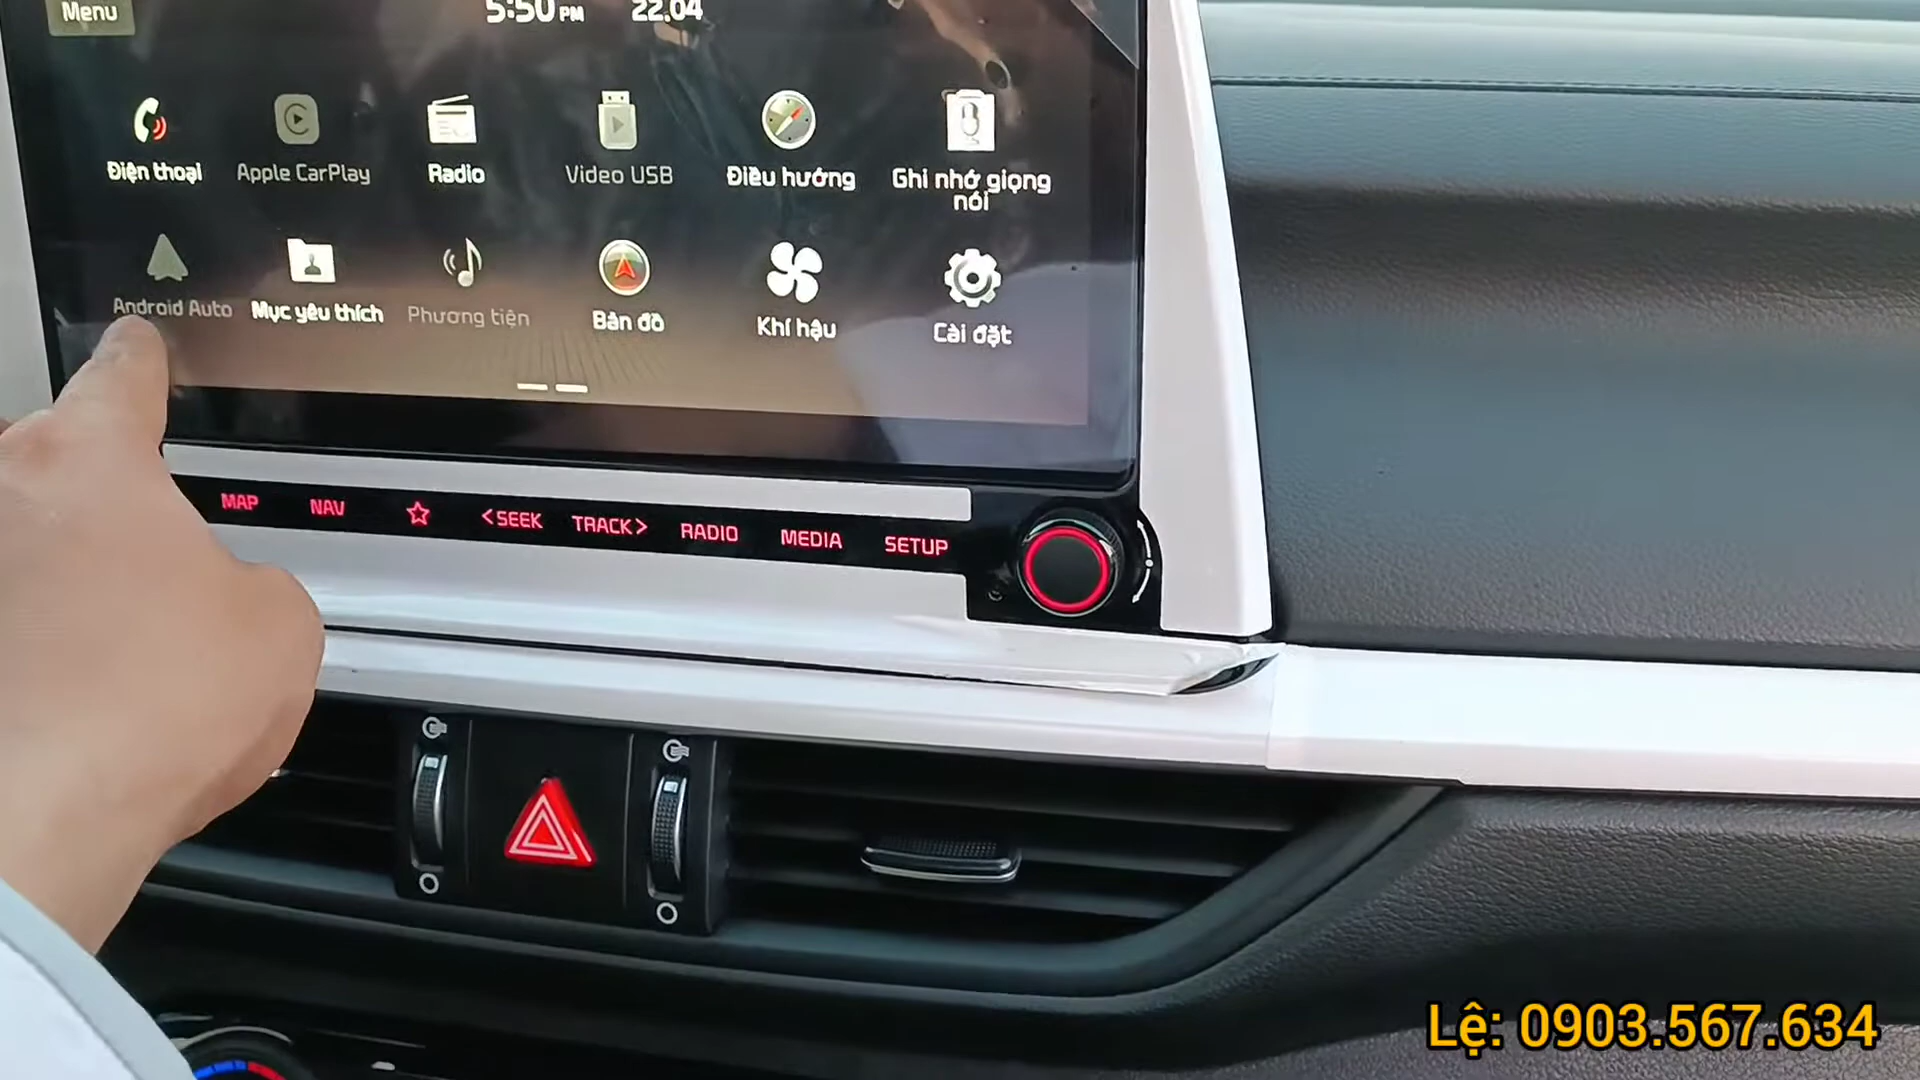 Menu
5:50 PM
22.04
Điện thoại
Apple CarPlay
Radio
Video USB
Điều hướng
Ghi nhớ giọng
nói
Android Auto
Mục yêu thích
Phương tiện
Bản đồ
Khí hậu
Cài đặt
MAP
NAV
<SEEK
TRACK>
RADIO
MEDIA
SETUP
Lệ: 0903.567.634